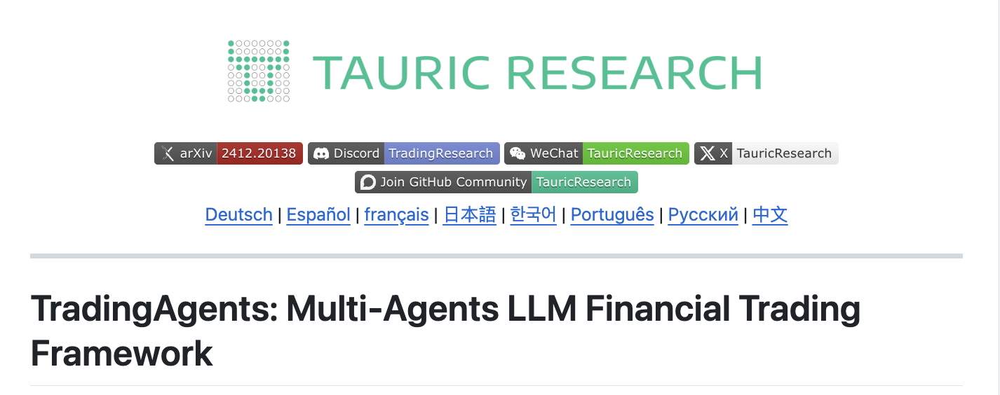 TAURIC RESEARCH
arXiv 2412.20138 Discord TradingResearch WeChat TauricResearch X TauricResearch
Join GitHub Community TauricResearch
Deutsch | Español | français | 日本語 | 한국어 | Português | Русский | 中文
TradingAgents: Multi-Agents LLM Financial Trading
Framework